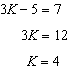 3K − 5 = 7
3K = 12
K = 4